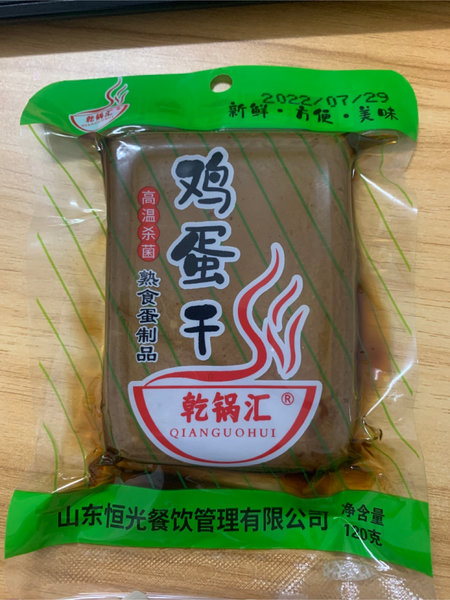 2022/07/29
新鲜·方便·美味
乾锅汇
QIANGUOHUI
鸡蛋干
高温杀菌
熟食蛋制品
乾锅汇®
QIANGUOHUI
山东恒光餐饮管理有限公司
净含量
120克